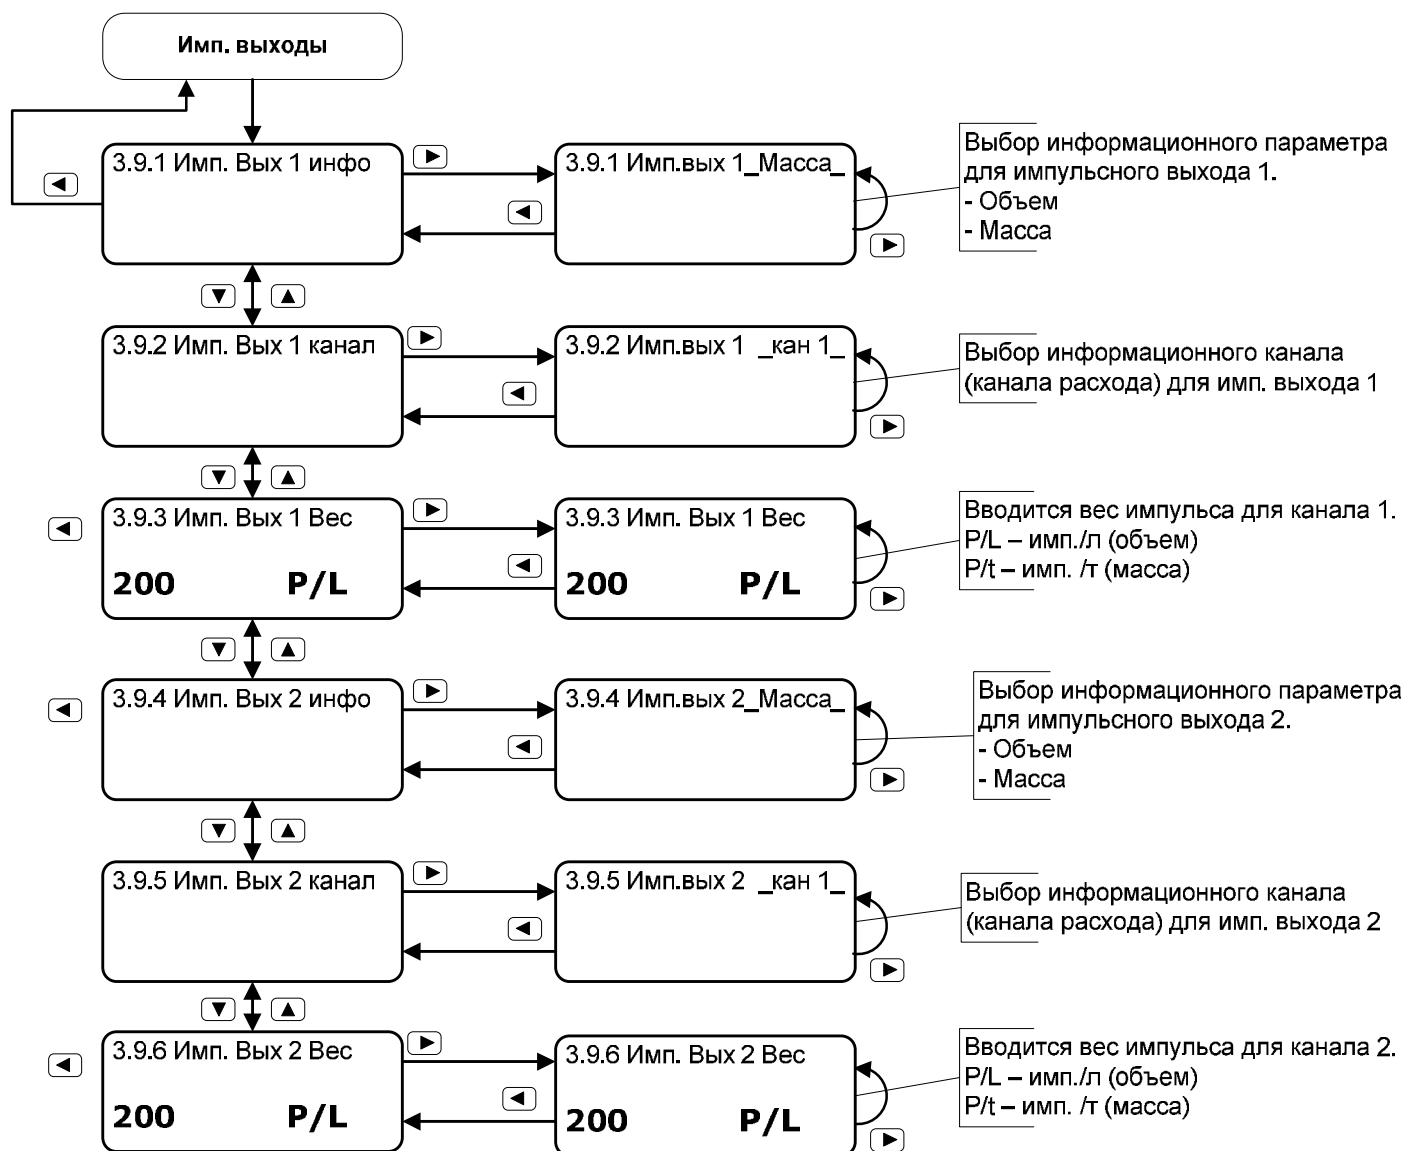 Имп. выходы
3.9.1 Имп. Вых 1 инфо
3.9.1 Имп.вых 1_Масса_
Выбор информационного параметра
для импульсного выхода 1.
- Объем
- Масса
3.9.2 Имп. Вых 1 канал
3.9.2 Имп.вых 1 _кан 1_
Выбор информационного канала
(канала расхода) для имп. выхода 1
3.9.3 Имп. Вых 1 Вес
200 P/L
3.9.3 Имп. Вых 1 Вес
200 P/L
Вводится вес импульса для канала 1.
P/L – имп./л (объем)
P/t – имп. /т (масса)
3.9.4 Имп. Вых 2 инфо
3.9.4 Имп.вых 2_Масса_
Выбор информационного параметра
для импульсного выхода 2.
- Объем
- Масса
3.9.5 Имп. Вых 2 канал
3.9.5 Имп.вых 2 _кан 1_
Выбор информационного канала
(канала расхода) для имп. выхода 2
3.9.6 Имп. Вых 2 Вес
200 P/L
3.9.6 Имп. Вых 2 Вес
200 P/L
Вводится вес импульса для канала 2.
P/L – имп./л (объем)
P/t – имп. /т (масса)